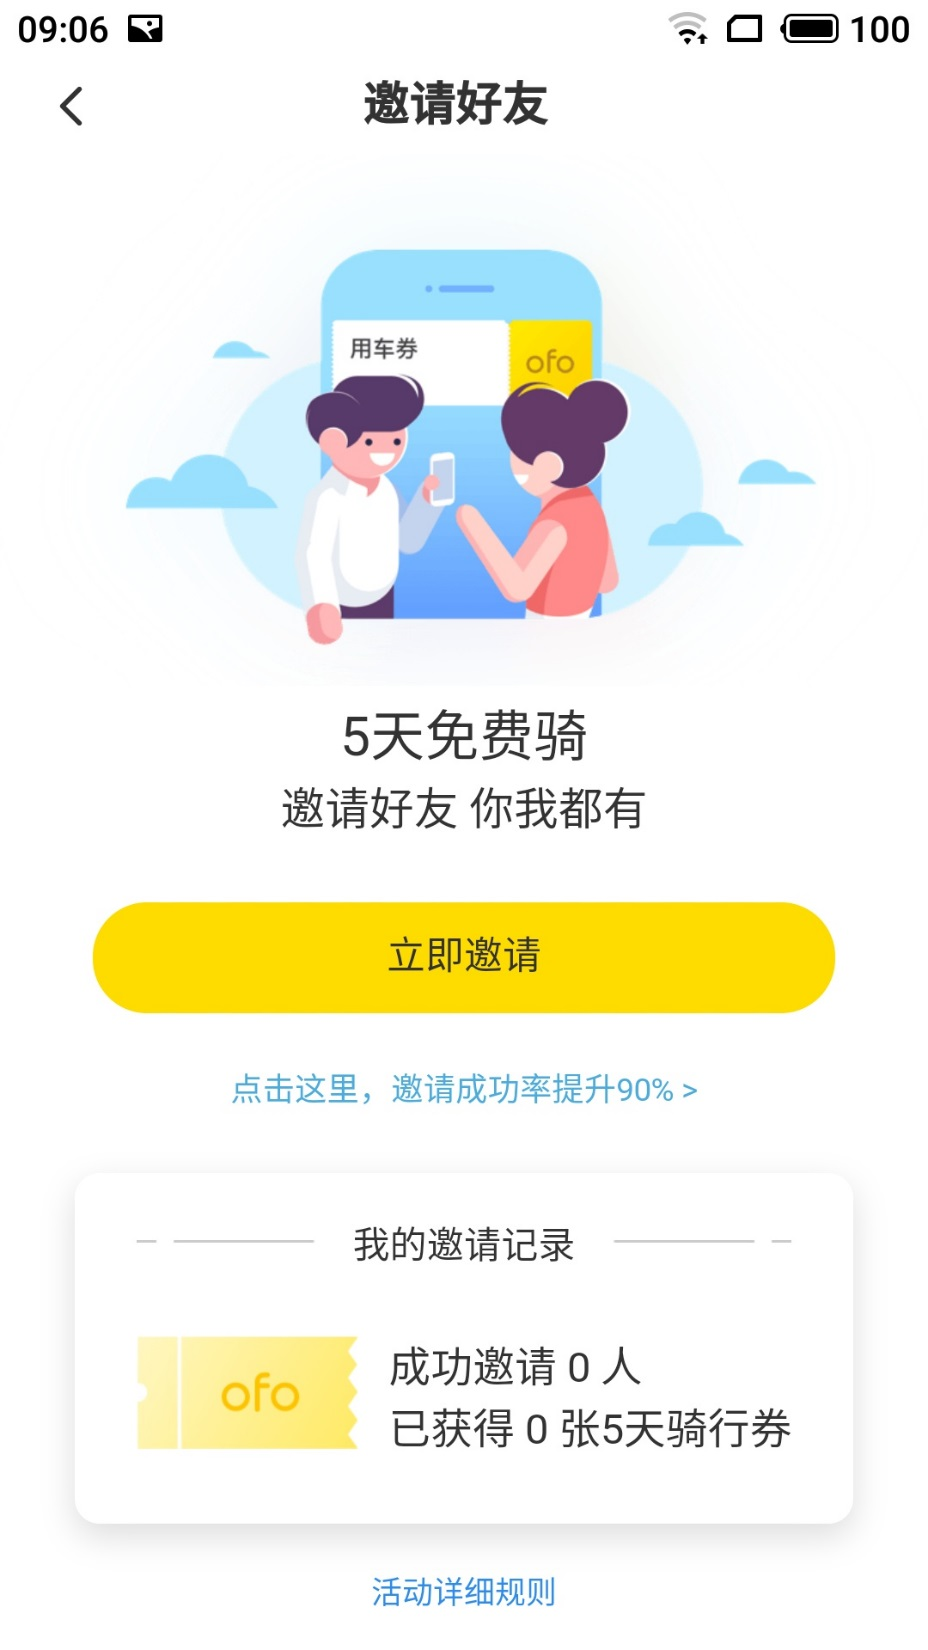 09:06 100
邀请好友
用车券
ofo
5天免费骑
邀请好友 你我都有
立即邀请
点击这里，邀请成功率提升90% >
我的邀请记录
ofo
成功邀请 0 人
已获得 0 张5天骑行券
活动详细规则